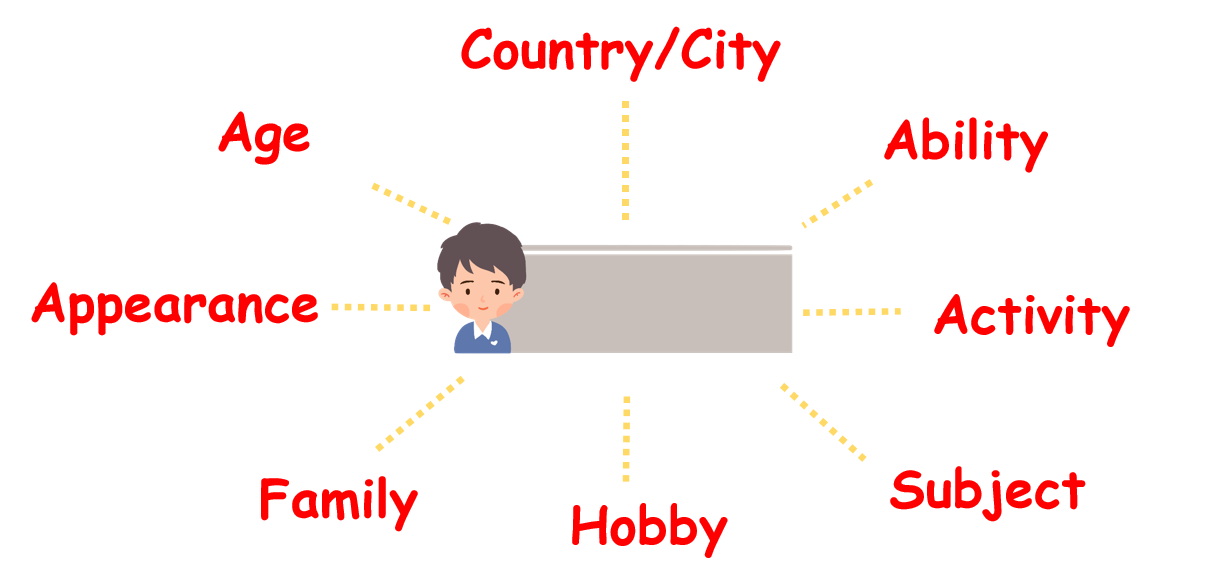 Country/City
Age
Ability
Appearance
Activity
Family
Subject
Hobby